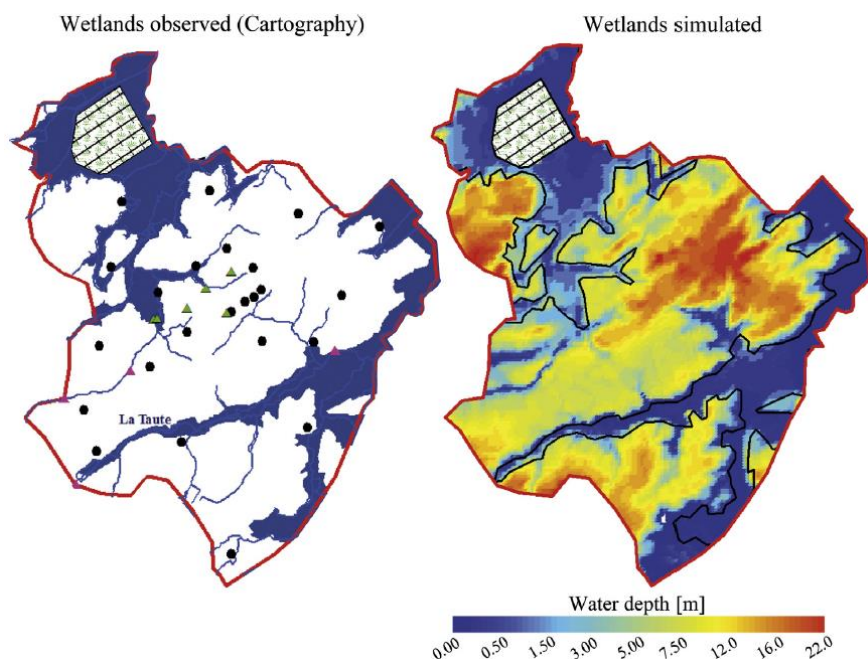 Wetlands observed (Cartography)
Wetlands simulated
La Taute
Water depth [m]
0.00 0.50 1.50 3.00 5.00 7.50 12.0 16.0 22.0